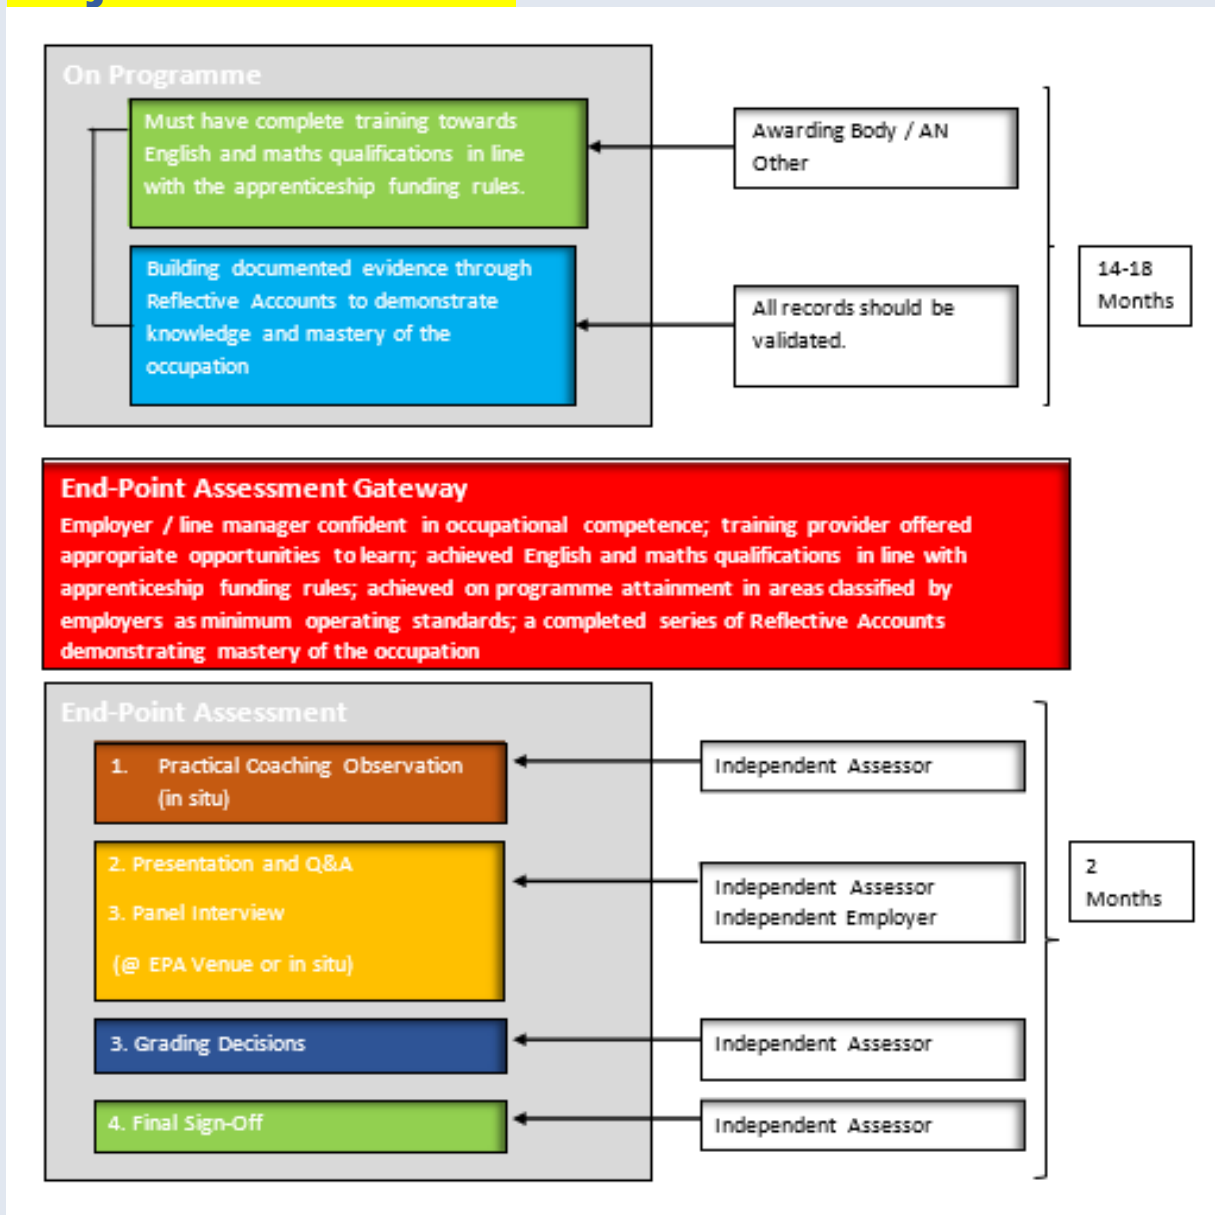 On Programme
Must have complete training towards
English and maths qualifications in line
with the apprenticeship funding rules.
Awarding Body / AN
Other
Building documented evidence through
Reflective Accounts to demonstrate
knowledge and mastery of the
occupation
All records should be
validated.
14-18
Months
End-Point Assessment Gateway
Employer / line manager confident in occupational competence; training provider offered
appropriate opportunities to learn; achieved English and maths qualifications in line with
apprenticeship funding rules; achieved on programme attainment in areas classified by
employers as minimum operating standards; a completed series of Reflective Accounts
demonstrating mastery of the occupation
End-Point Assessment
1. Practical Coaching Observation
(in situ)
Independent Assessor
2. Presentation and Q&A
3. Panel Interview
(@ EPA Venue or in situ)
Independent Assessor
Independent Employer
2
Months
3. Grading Decisions
Independent Assessor
4. Final Sign-Off
Independent Assessor